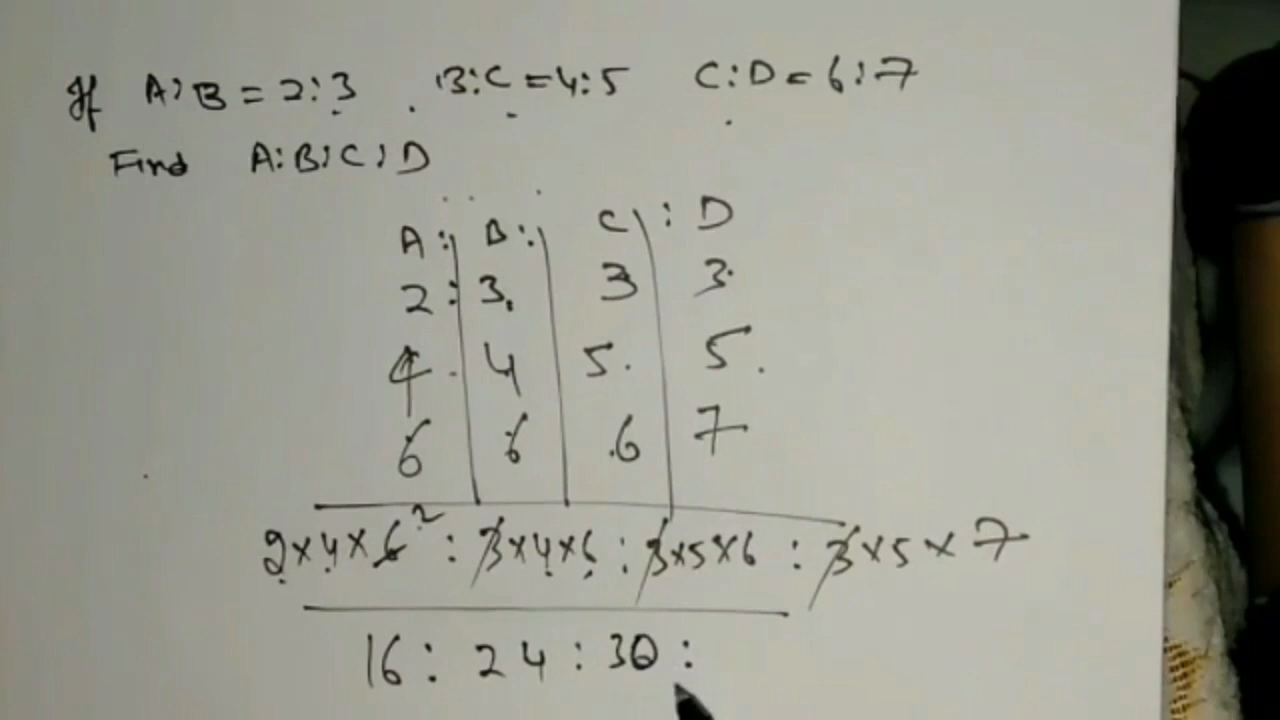 If A:B = 2:3 B:C = 4:5 C:D = 6:7
Find A:B:C:D
A: B: C : D
2 : 3 3 3
4 4 5 5
6 6 6 7
2×4×6² : 3×4×6 : 3×5×6 : 3×5×7
16 : 24 : 30 :